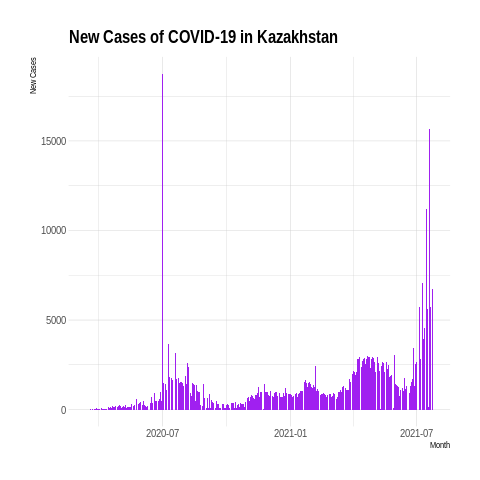 New Cases of COVID-19 in Kazakhstan
New Cases
15000
10000
5000
0
2020-07
2021-01
2021-07
Month